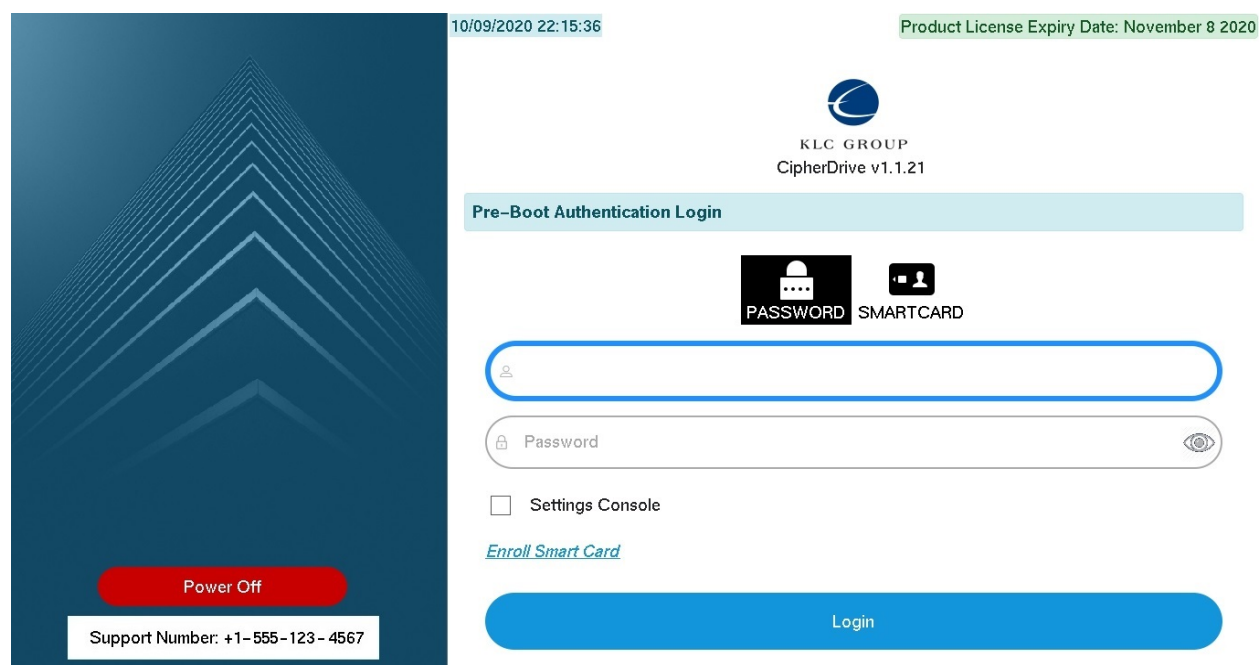 10/09/2020 22:15:36
Product License Expiry Date: November 8 2020
KLC GROUP
CipherDrive v1.1.21
Pre-Boot Authentication Login
PASSWORD
SMARTCARD
Password
Settings Console
Enroll Smart Card
Login
Power Off
Support Number: +1-555-123-4567